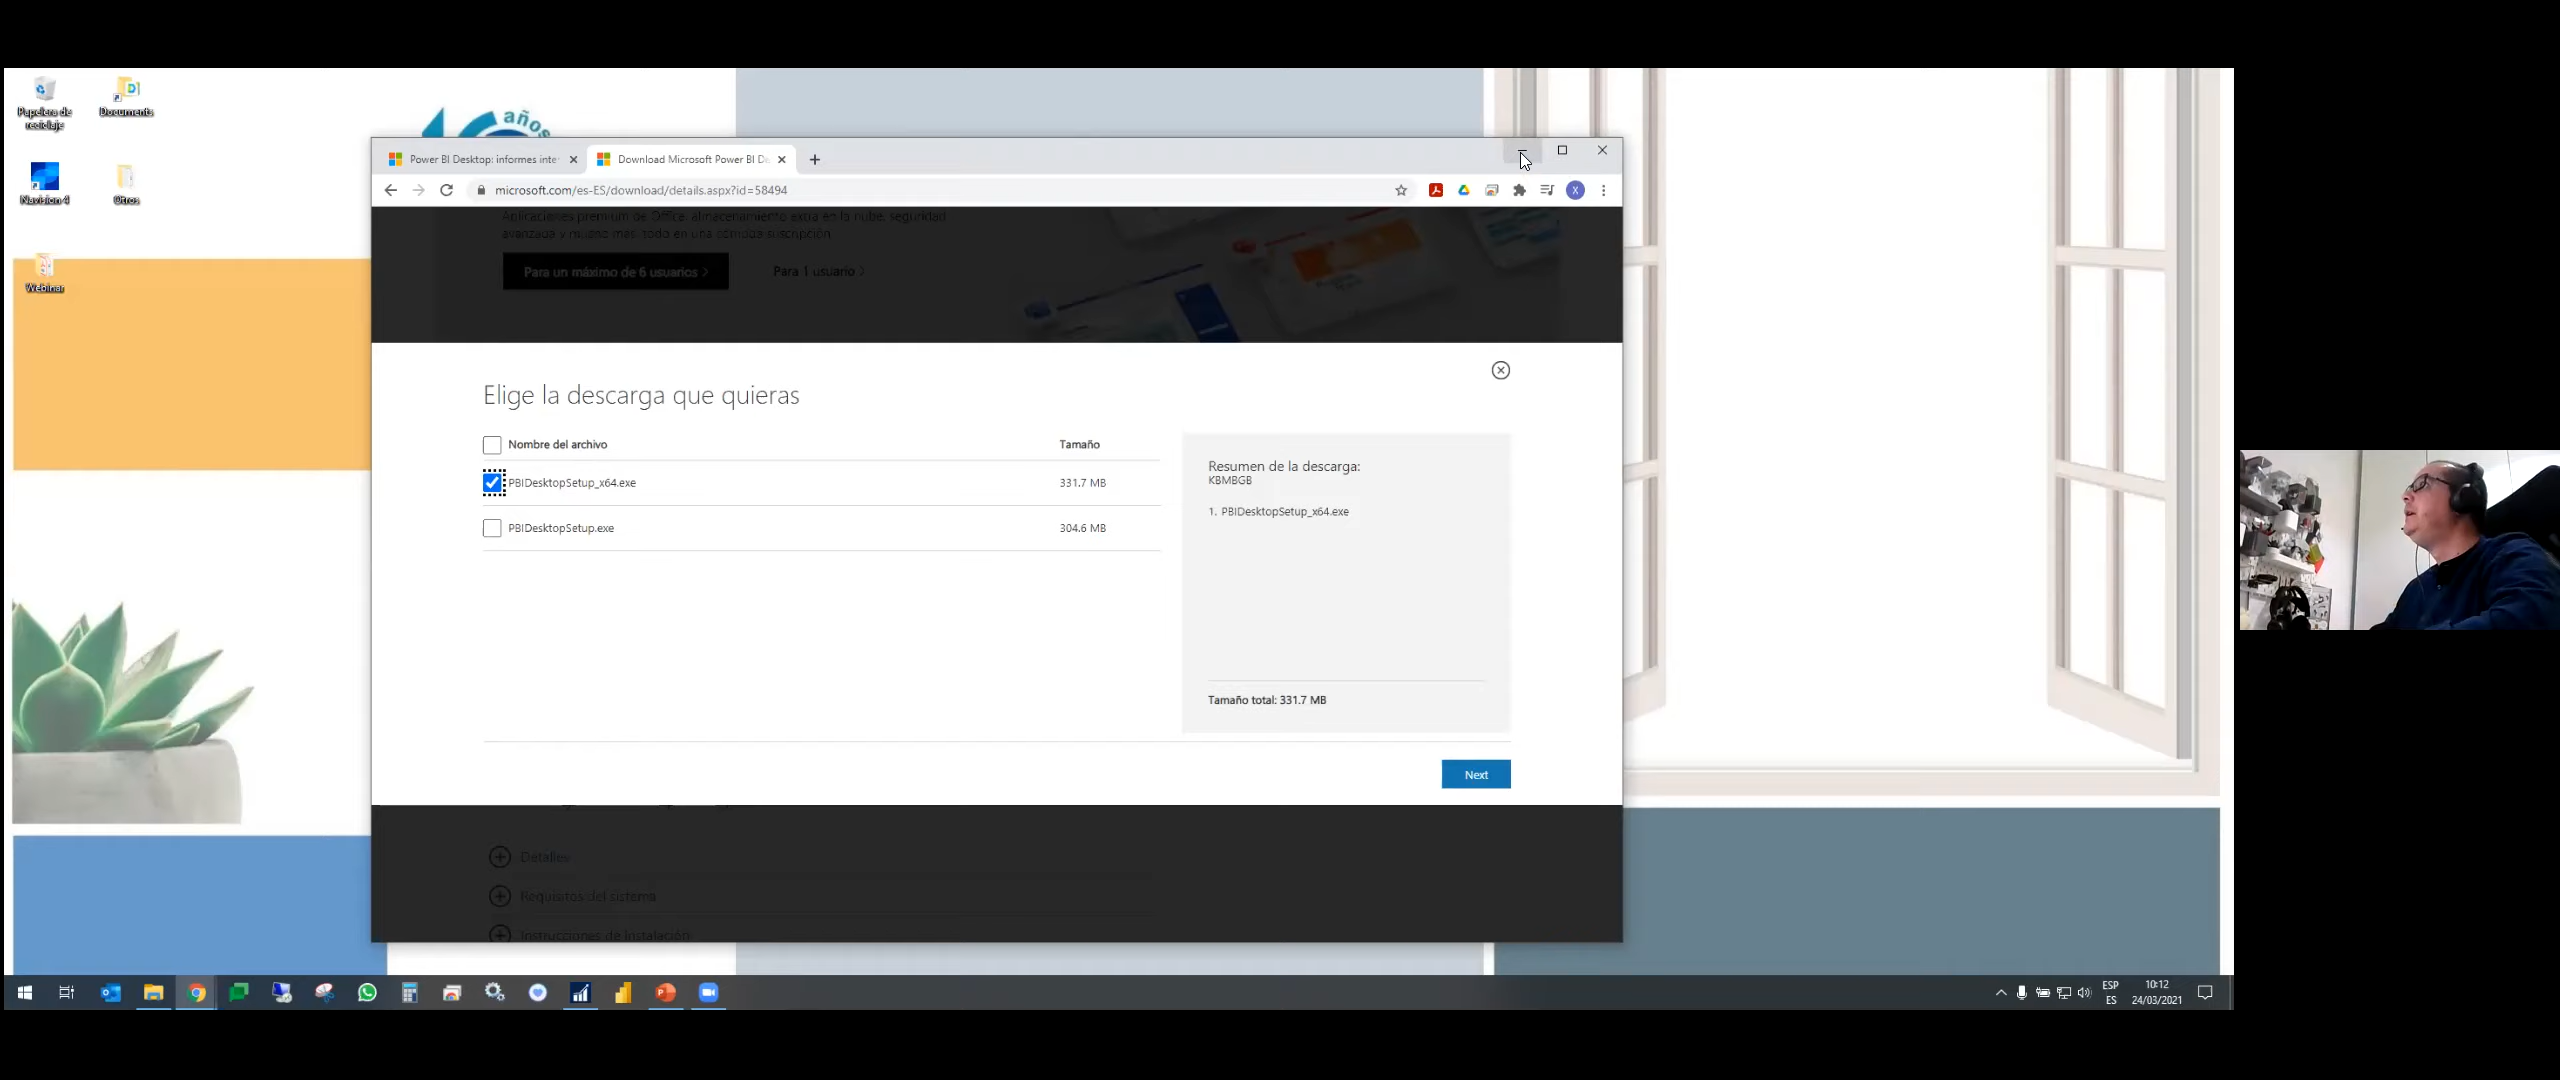 Papelera de
reciclaje
Documents
Navision 4
Otros
Webinar
años
Power BI Desktop: informes inte
Download Microsoft Power BI De
microsoft.com/es-ES/download/details.aspx?id=58494
X
Aplicaciones premium de Office, almacenamiento extra en la nube, seguridad
avanzada y mucho más, todo en una cómoda suscripción
Para un máximo de 6 usuarios >
Para 1 usuario >
Elige la descarga que quieras
Nombre del archivo
Tamaño
PBIDesktopSetup_x64.exe
331.7 MB
PBIDesktopSetup.exe
304.6 MB
Resumen de la descarga:
KBMBGB
1. PBIDesktopSetup_x64.exe
Tamaño total: 331.7 MB
Next
Detalles
Requisitos del sistema
Instrucciones de instalación
ESP
ES
10:12
24/03/2021